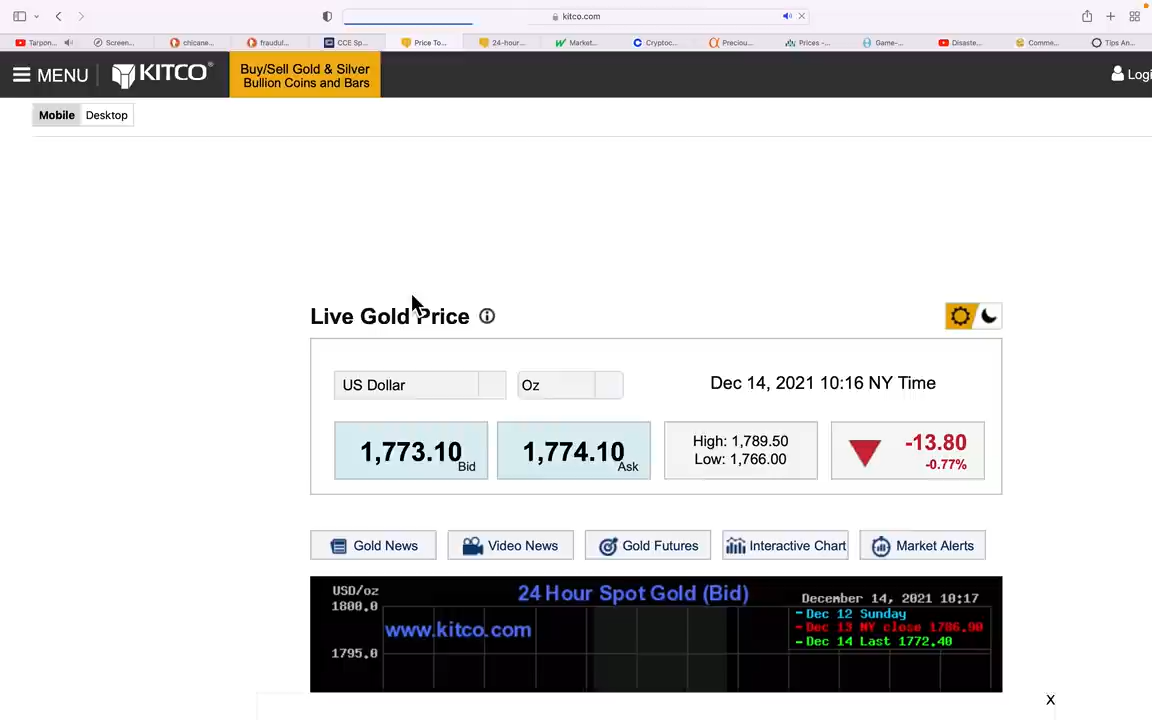 kitco.com
Tarpon...
Screen...
chicane...
fraudul...
CCE Sp...
Price To...
24-hour...
Market...
Cryptoc...
Preciou...
Prices -...
Game-...
Disaste...
Comme...
Tips An...
MENU
KITCO®
Buy/Sell Gold & Silver
Bullion Coins and Bars
Logi
Mobile
Desktop
Live Gold Price
US Dollar
Oz
Dec 14, 2021 10:16 NY Time
1,773.10
Bid
1,774.10
Ask
High: 1,789.50
Low: 1,766.00
-13.80
-0.77%
Gold News
Video News
Gold Futures
Interactive Chart
Market Alerts
USD/oz
24 Hour Spot Gold (Bid)
December 14, 2021 10:17
1800.0
Dec 12 Sunday
www.kitco.com
Dec 13 NY close 1786.90
Dec 14 Last 1772.40
1795.0
X